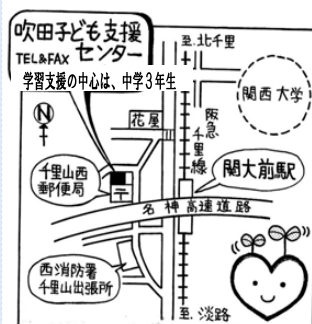 吹田子ども支援
センター
TEL&FAX
学習支援の中心は、中学3年生
至.北千里
関西大学
N
花屋
阪急
千里線
千里山西
郵便局
〒
関大前駅
名神高速道路
西消防署
千里山出張所
至.淡路